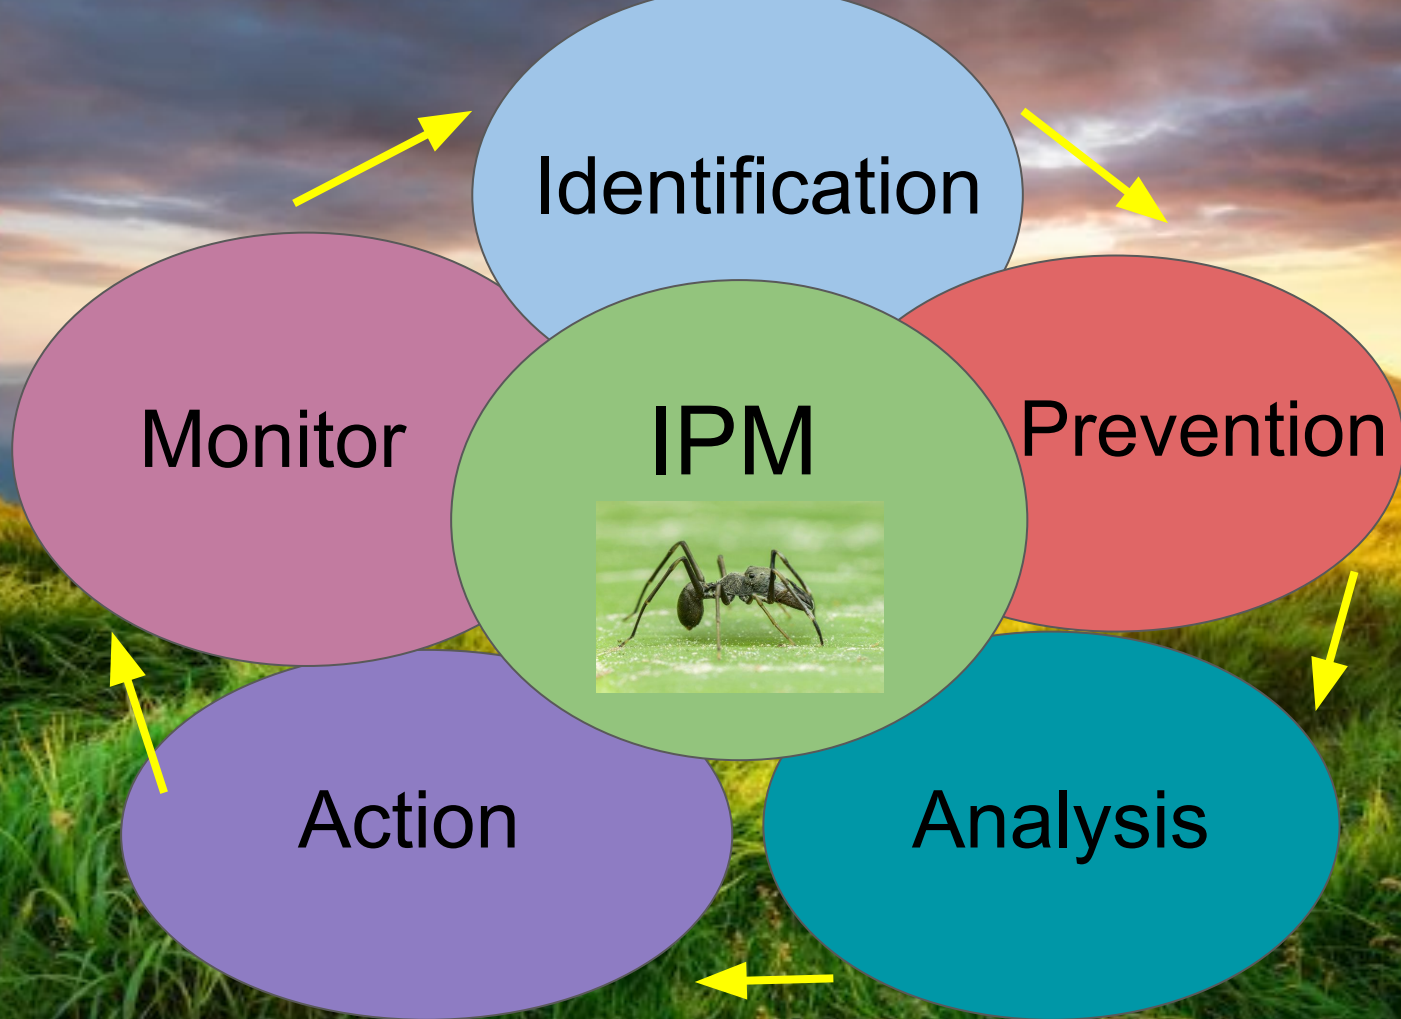 Identification
Prevention
IPM
Monitor
Analysis
Action